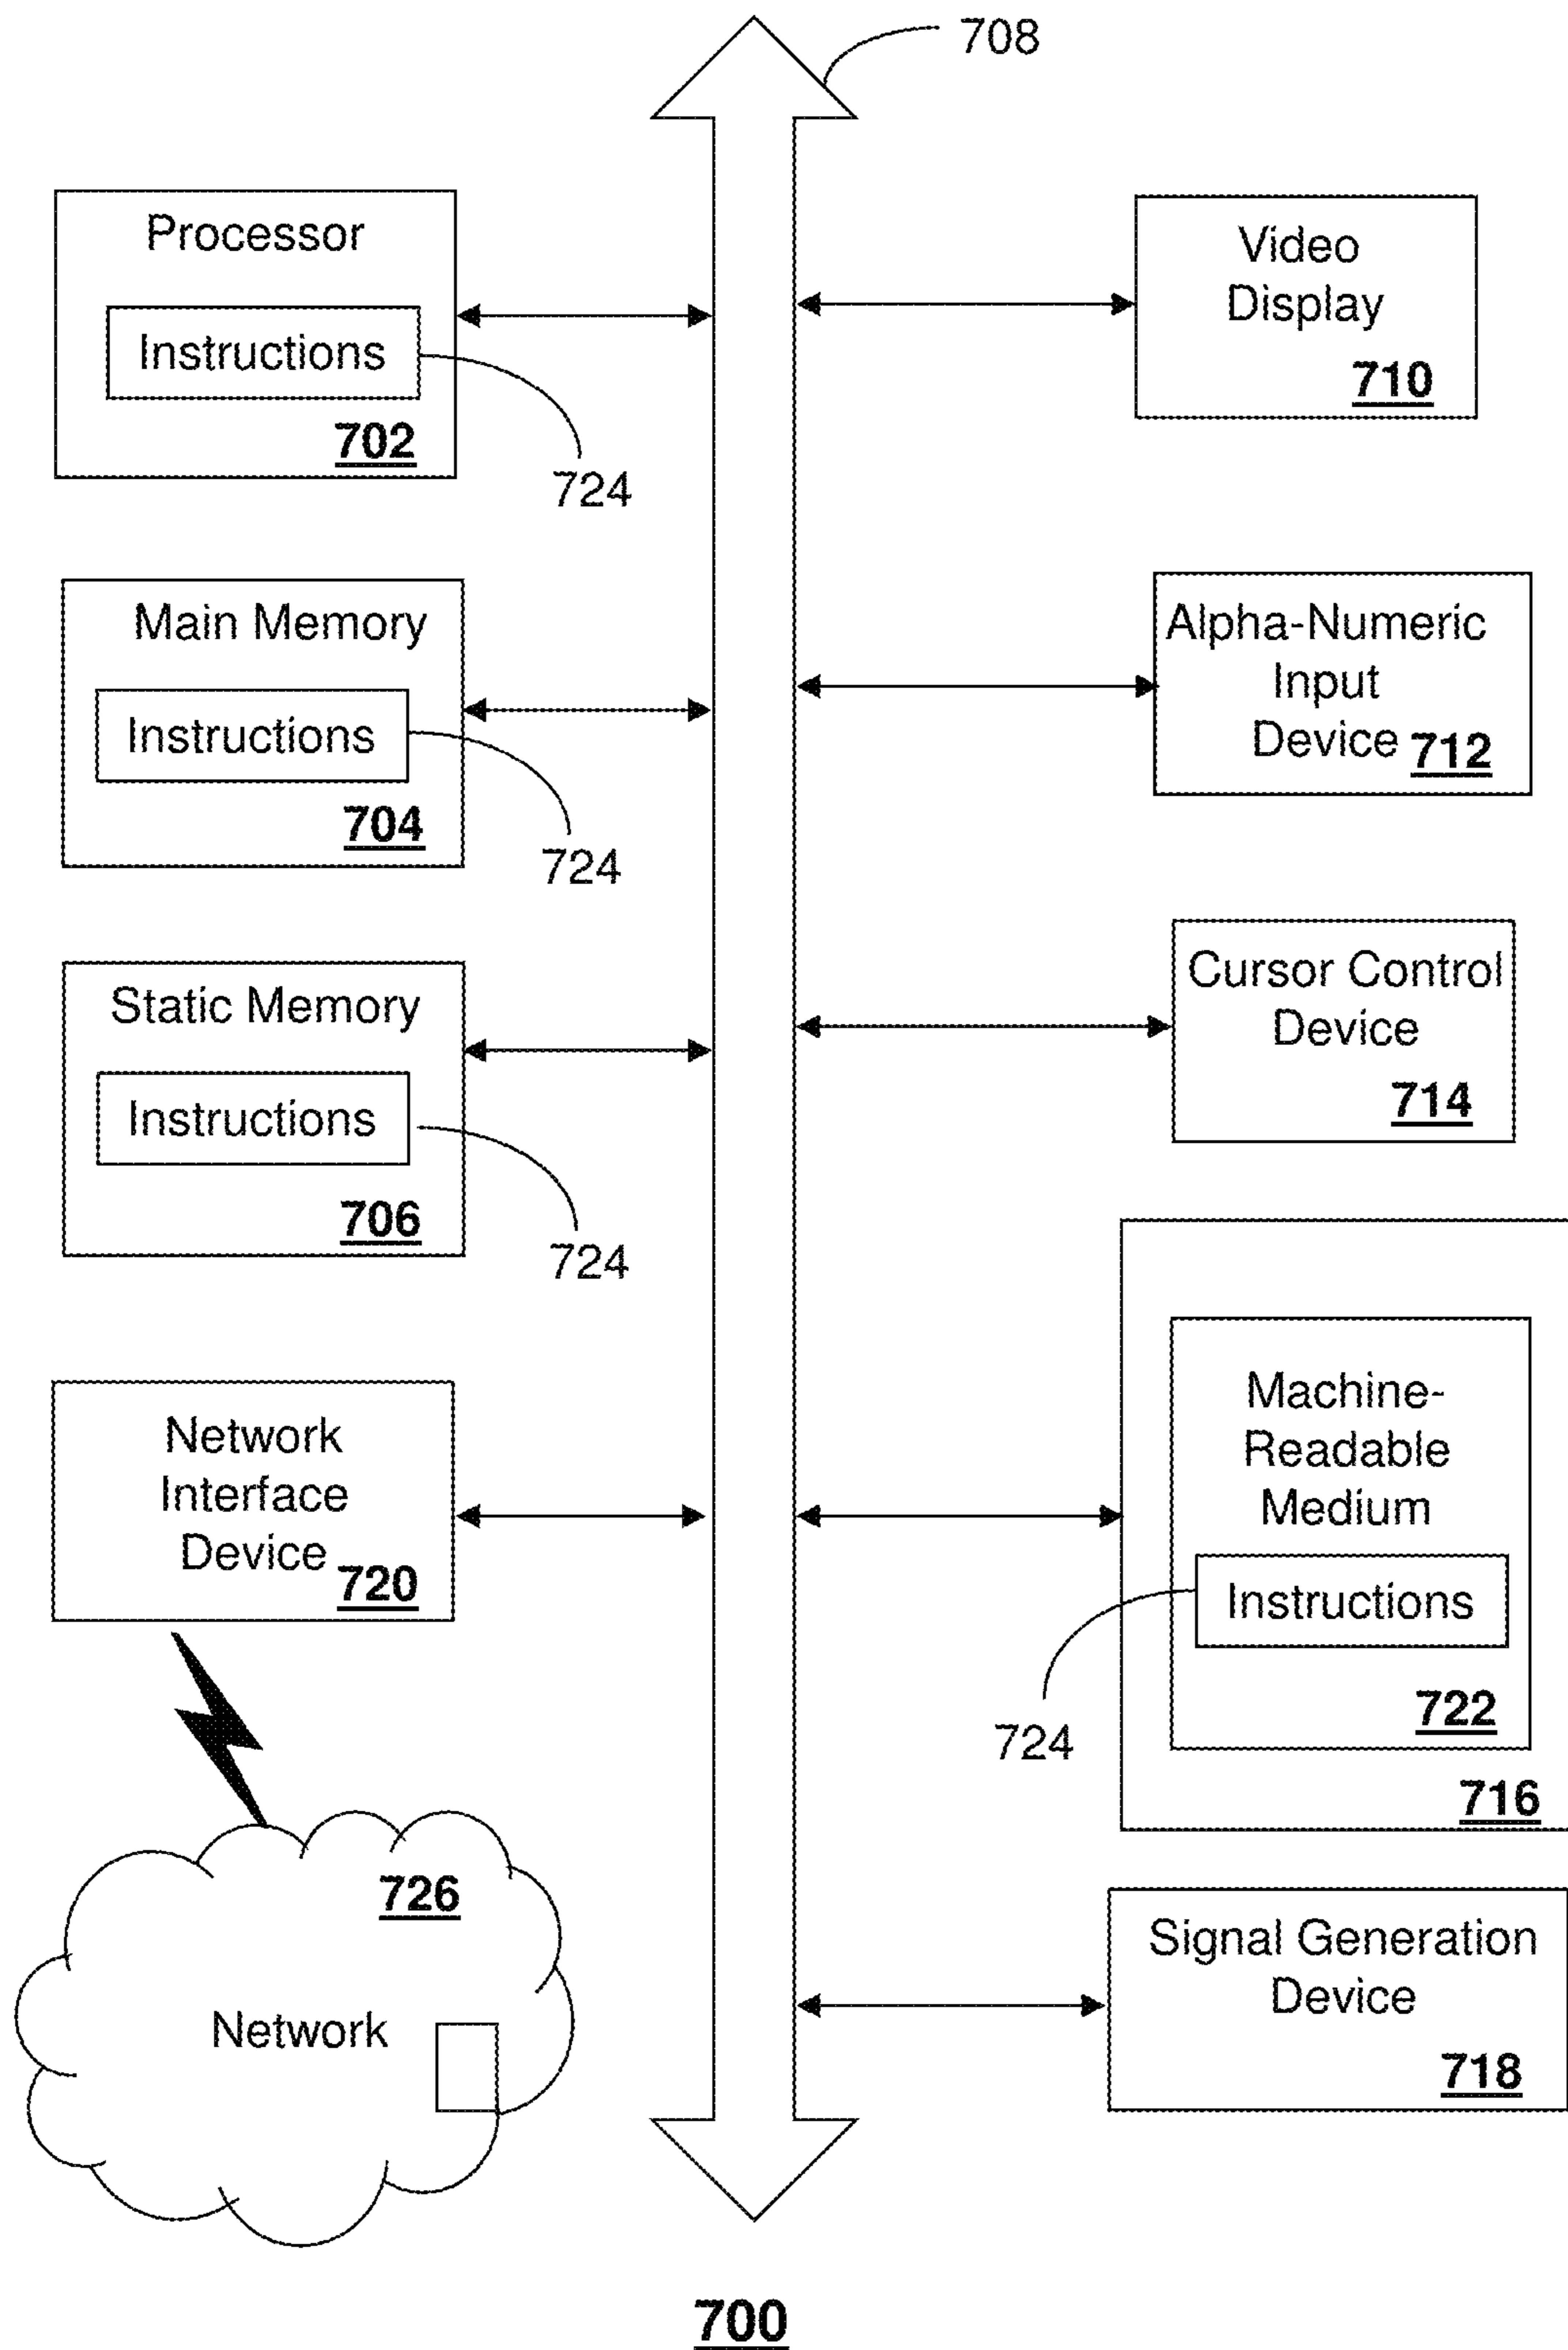 708
Processor
Instructions
702
724
Main Memory
Instructions
704
724
Static Memory
Instructions
706
724
Network
Interface
Device
720
726
Network
Video
Display
710
Alpha-Numeric
Input
Device 712
Cursor Control
Device
714
Machine-
Readable
Medium
Instructions
724
722
716
Signal Generation
Device
718
700